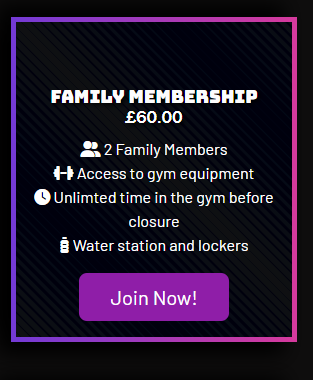 FAMILY MEMBERSHIP
£60.00
2 Family Members
Access to gym equipment
Unlimted time in the gym before
closure
Water station and lockers
Join Now!